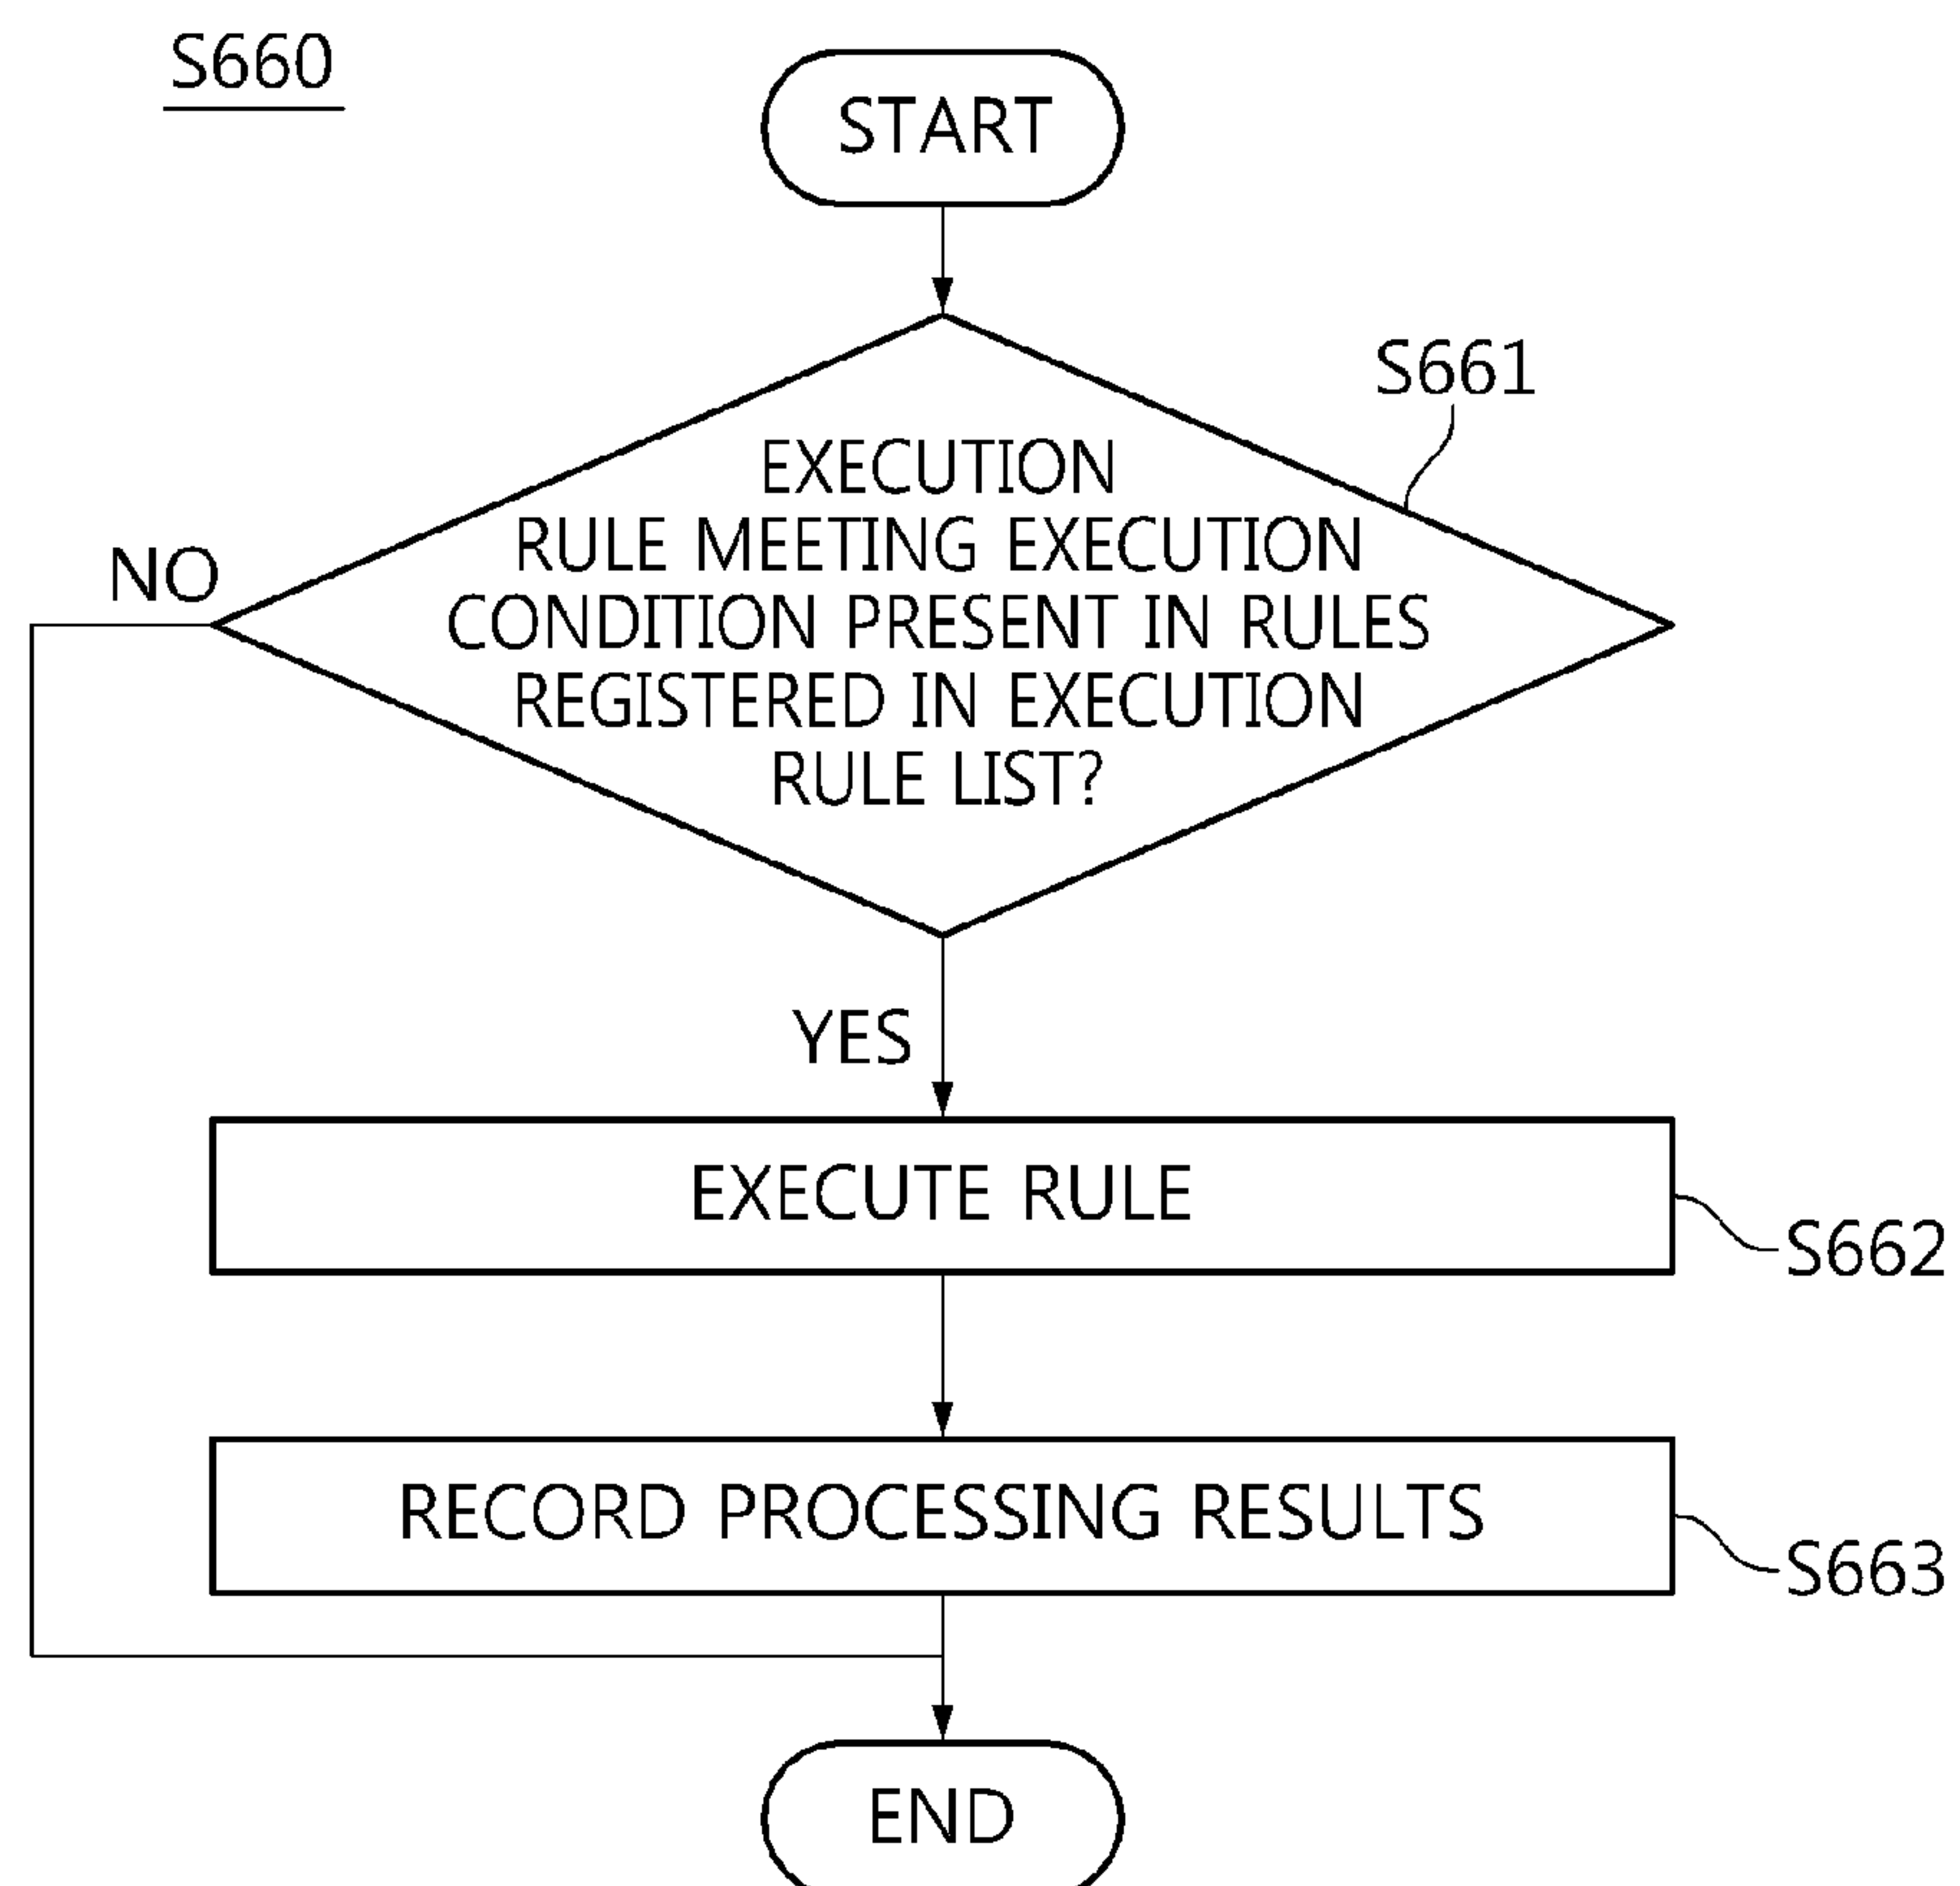 S660
START
S661
EXECUTION
RULE MEETING EXECUTION
CONDITION PRESENT IN RULES
REGISTERED IN EXECUTION
RULE LIST?
NO
YES
EXECUTE RULE
S662
RECORD PROCESSING RESULTS
S663
END